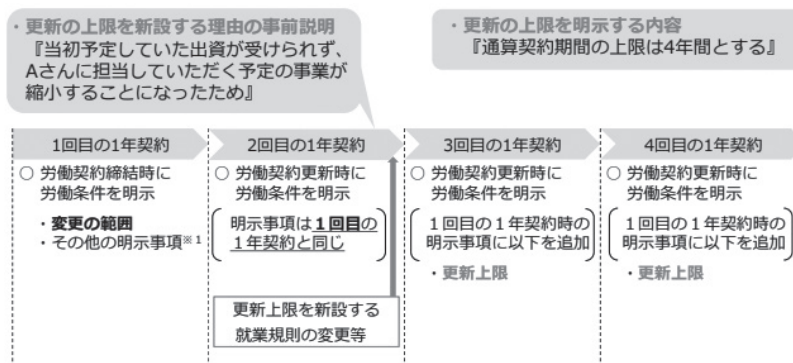 ・更新の上限を新設する理由の事前説明
『当初予定していた出資が受けられず、
Aさんに担当していただく予定の事業が
縮小することになったため』
・更新の上限を明示する内容
『通算契約期間の上限は4年間とする』
1回目の1年契約
○ 労働契約締結時に
労働条件を明示
・変更の範囲
・その他の明示事項※1
2回目の1年契約
○ 労働契約更新時に
労働条件を明示
明示事項は1回目の
1年契約と同じ
更新上限を新設する
就業規則の変更等
3回目の1年契約
○ 労働契約更新時に
労働条件を明示
1回目の1年契約時の
明示事項に以下を追加
・更新上限
4回目の1年契約
○ 労働契約更新時に
労働条件を明示
1回目の1年契約時の
明示事項に以下を追加
・更新上限